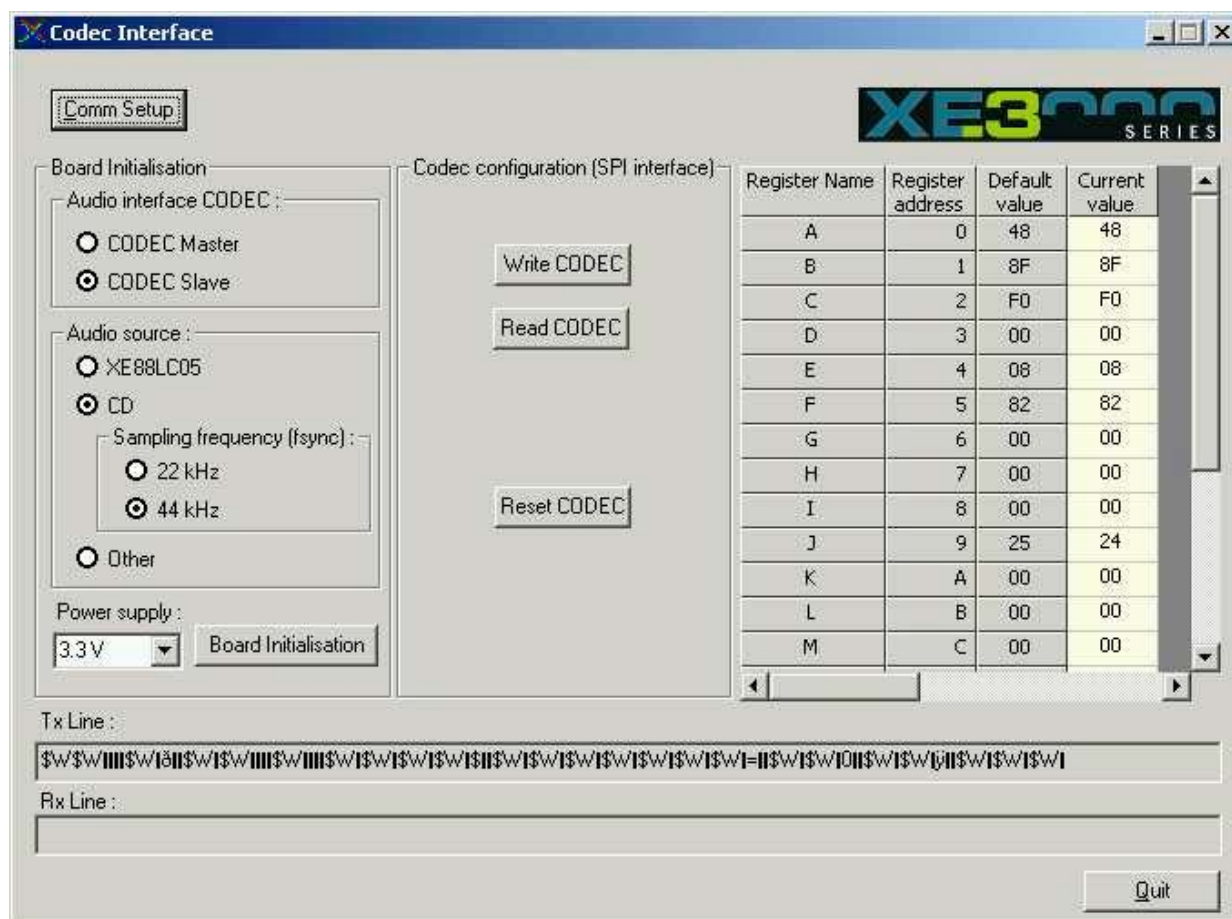 Codec Interface
Comm Setup
XE3000
SERIES
Board Initialisation
Audio interface CODEC :
CODEC Master
CODEC Slave
Audio source :
XE88LC05
CD
Sampling frequency (fsync) :
22 kHz
44 kHz
Other
Power supply :
3.3 V
Board Initialisation
Codec configuration (SPI interface)
Write CODEC
Read CODEC
Reset CODEC
Register Name Register address Default value Current value
A 0 48 48
B 1 8F 8F
C 2 F0 F0
D 3 00 00
E 4 08 08
F 5 82 82
G 6 00 00
H 7 00 00
I 8 00 00
J 9 25 24
K A 00 00
L B 00 00
M C 00 00
Tx Line :
Rx Line :
Quit